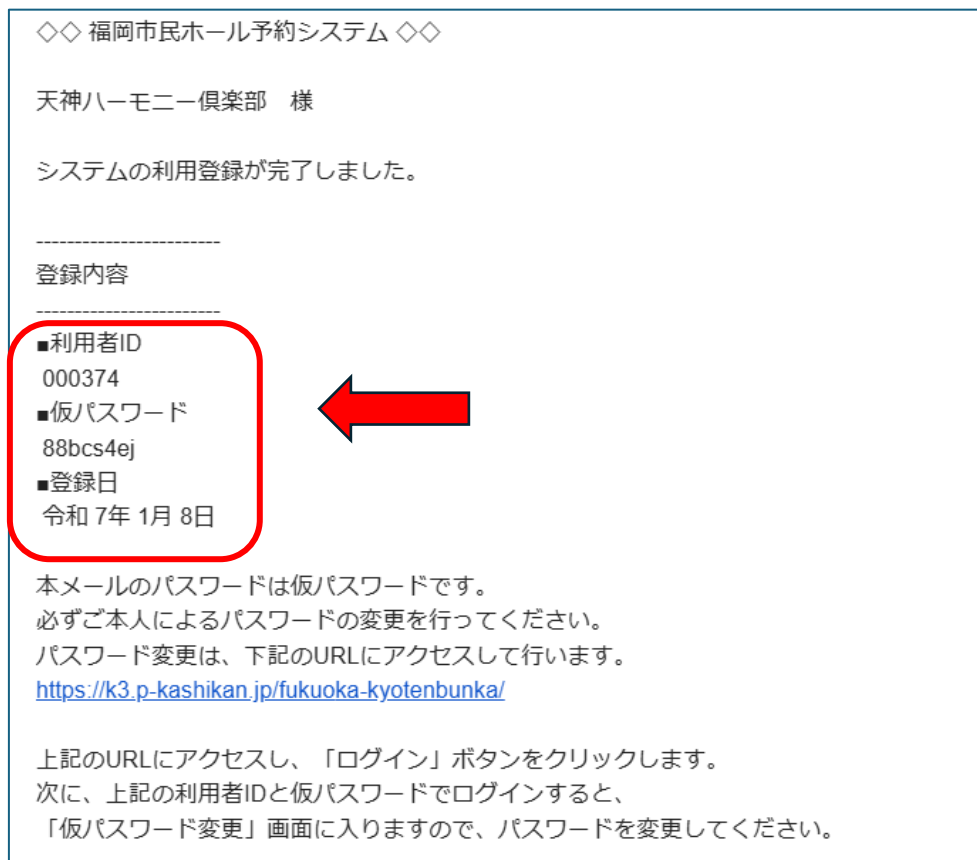 ◇◇ 福岡市民ホール予約システム ◇◇
天神ハーモニー倶楽部　様
システムの利用登録が完了しました。
------------------------
登録内容
------------------------
■利用者ID
000374
■仮パスワード
88bcs4ej
■登録日
令和 7年 1月 8日
本メールのパスワードは仮パスワードです。
必ずご本人によるパスワードの変更を行ってください。
パスワード変更は、下記のURLにアクセスして行います。
https://k3.p-kashikan.jp/fukuoka-kyotenbunka/
上記のURLにアクセスし、「ログイン」ボタンをクリックします。
次に、上記の利用者IDと仮パスワードでログインすると、
「仮パスワード変更」画面に入りますので、パスワードを変更してください。